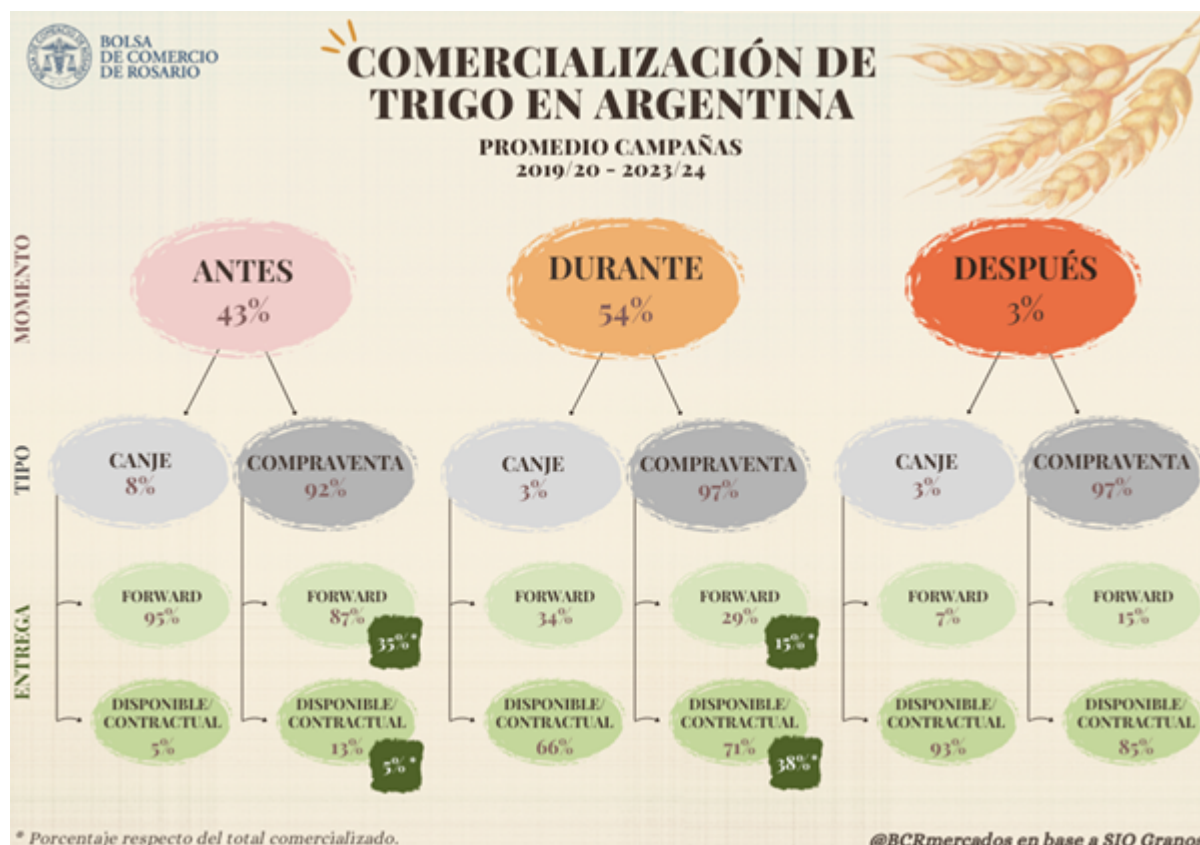 BOLSA
DE COMERCIO
DE ROSARIO
COMERCIALIZACIÓN DE
TRIGO EN ARGENTINA
PROMEDIO CAMPAÑAS
2019/20 - 2023/24
MOMENTO
ANTES
43%
DURANTE
54%
DESPUÉS
3%
TIPO
CANJE
8%
COMPRAVENTA
92%
CANJE
3%
COMPRAVENTA
97%
CANJE
3%
COMPRAVENTA
97%
ENTREGA
FORWARD
95%
FORWARD
87%
35%*
FORWARD
34%
FORWARD
29%
15%*
FORWARD
7%
FORWARD
15%
DISPONIBLE/
CONTRACTUAL
5%
DISPONIBLE/
CONTRACTUAL
13%
5%*
DISPONIBLE/
CONTRACTUAL
66%
DISPONIBLE/
CONTRACTUAL
71%
38%*
DISPONIBLE/
CONTRACTUAL
93%
DISPONIBLE/
CONTRACTUAL
85%
* Porcentaje respecto del total comercializado.
@BCRmercados en base a SIO Granos